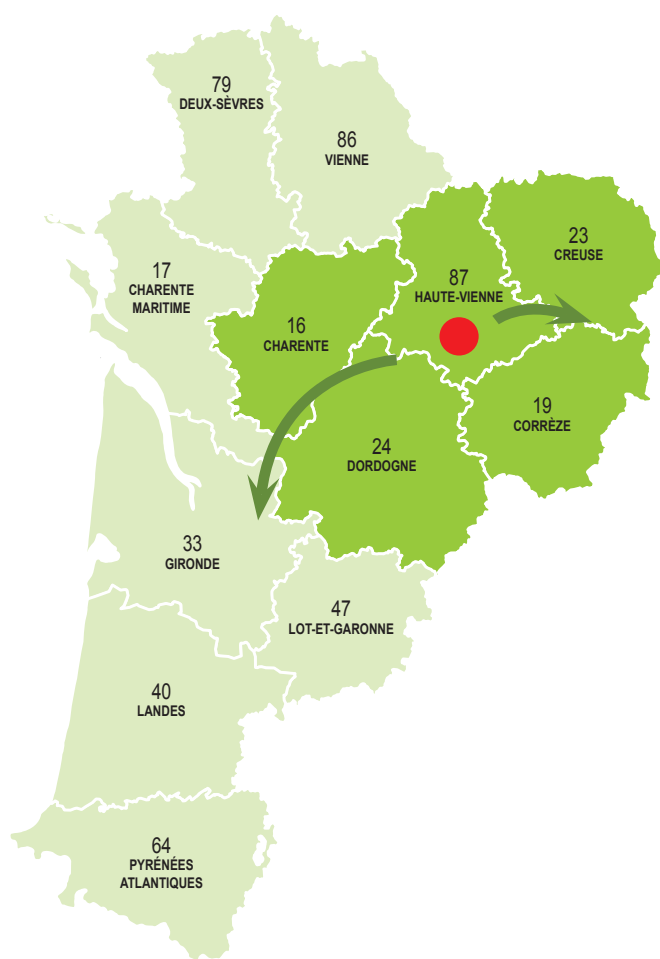 79
DEUX-SÈVRES
86
VIENNE
23
CREUSE
17
CHARENTE
MARITIME
87
HAUTE-VIENNE
16
CHARENTE
19
CORRÈZE
24
DORDOGNE
33
GIRONDE
47
LOT-ET-GARONNE
40
LANDES
64
PYRÉNÉES
ATLANTIQUES